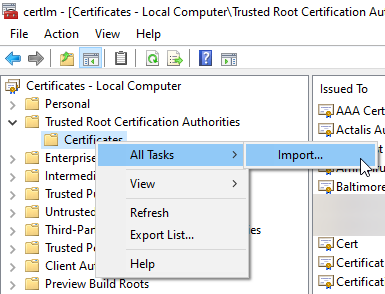 certlm - [Certificates - Local Computer\Trusted Root Certification Au
File Action View Help
Certificates - Local Computer
Issued To
Personal
AAA Cert
Trusted Root Certification Authorities
Actalis Au
Certificates
Enterprise
All Tasks
Import...
Intermedi
Trusted Pu
View
Baltimore
Untrusted
Refresh
Third-Par
Export List...
Trusted Pe
Cert
Client Aut
Help
Certificat
Preview Build Roots
Certificat